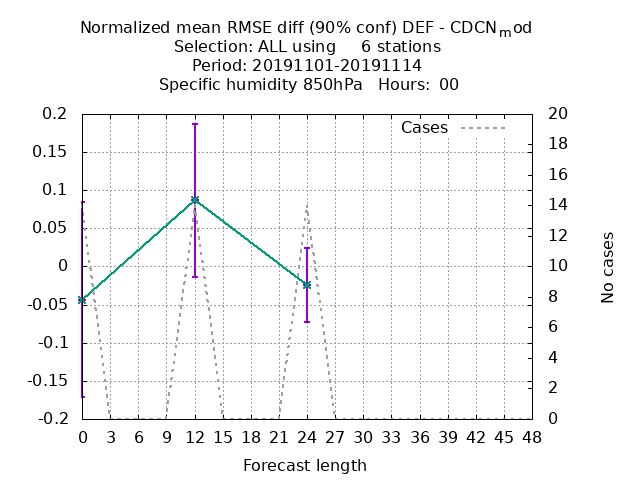 Normalized mean RMSE diff (90% conf) DEF - CDCNmod
Selection: ALL using 6 stations
Period: 20191101-20191114
Specific humidity 850hPa Hours: 00
Cases
0.2
0.15
0.1
0.05
0
-0.05
-0.1
-0.15
-0.2
20
18
16
14
12
10
8
6
4
2
0
No cases
0 3 6 9 12 15 18 21 24 27 30 33 36 39 42 45 48
Forecast length